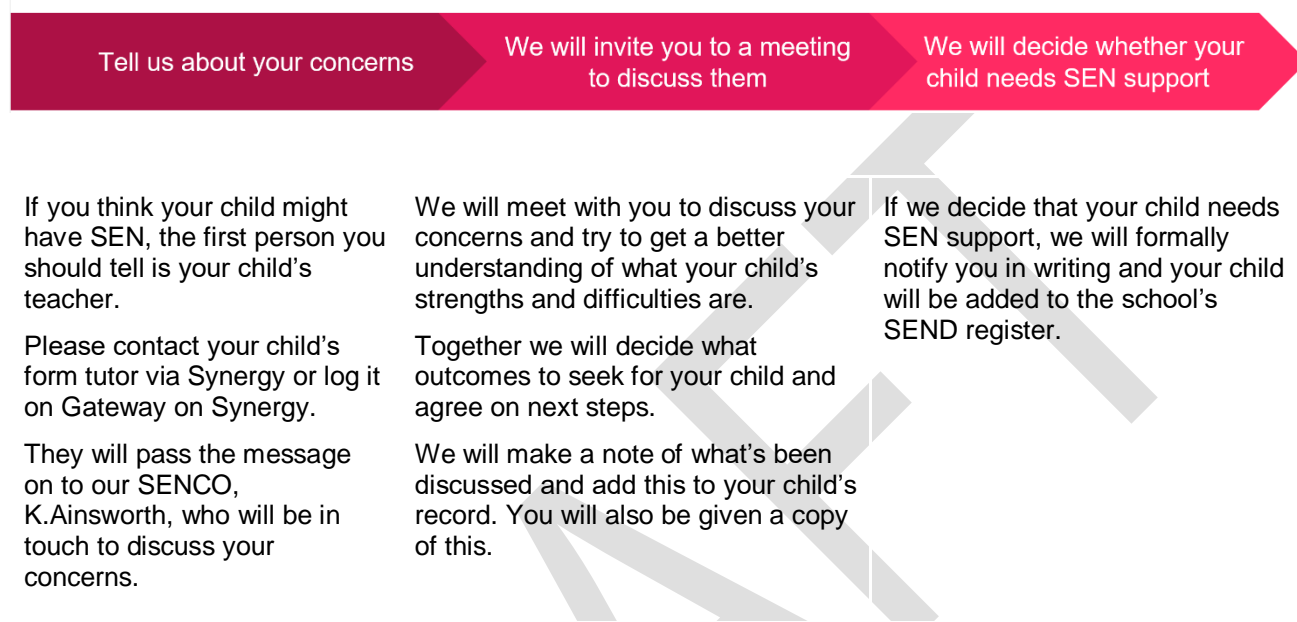 Tell us about your concerns
We will invite you to a meeting
to discuss them
We will decide whether your
child needs SEN support
If you think your child might
have SEN, the first person you
should tell is your child’s
teacher.
Please contact your child’s
form tutor via Synergy or log it
on Gateway on Synergy.
They will pass the message
on to our SENCO,
K.Ainsworth, who will be in
touch to discuss your
concerns.
We will meet with you to discuss your
concerns and try to get a better
understanding of what your child’s
strengths and difficulties are.
Together we will decide what
outcomes to seek for your child and
agree on next steps.
We will make a note of what’s been
discussed and add this to your child’s
record. You will also be given a copy
of this.
If we decide that your child needs
SEN support, we will formally
notify you in writing and your child
will be added to the school’s
SEND register.